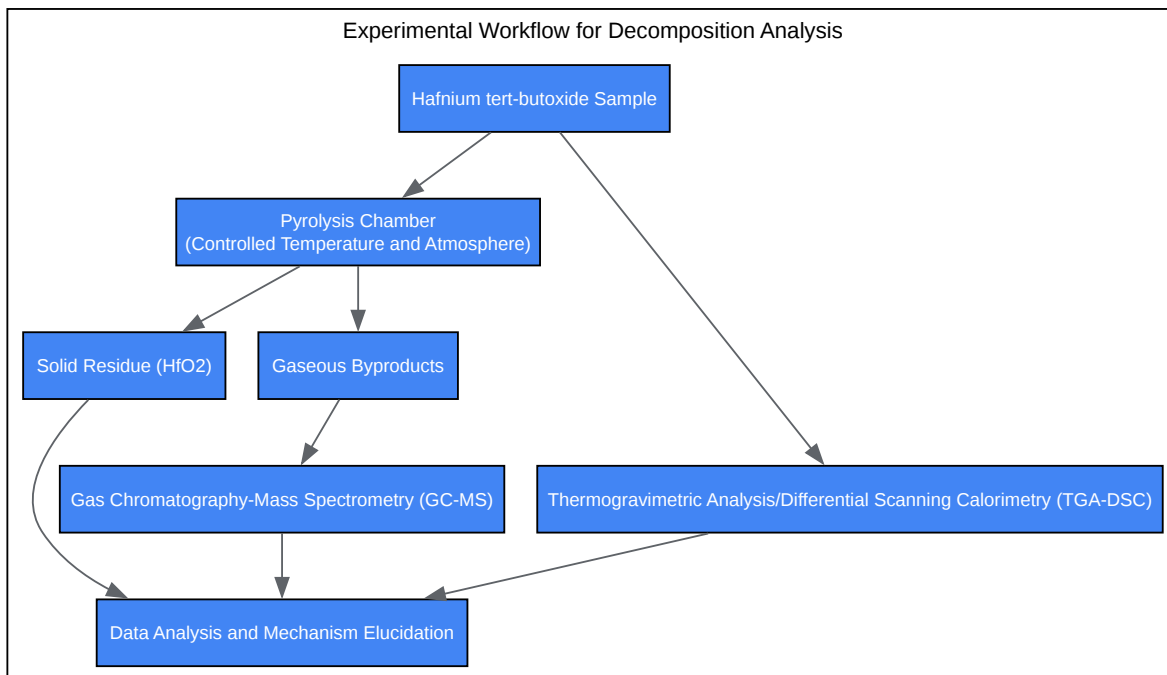 Experimental Workflow for Decomposition Analysis
Hafnium tert-butoxide Sample
Pyrolysis Chamber
(Controlled Temperature and Atmosphere)
Solid Residue (HfO2)
Gaseous Byproducts
Gas Chromatography-Mass Spectrometry (GC-MS)
Thermogravimetric Analysis/Differential Scanning Calorimetry (TGA-DSC)
Data Analysis and Mechanism Elucidation